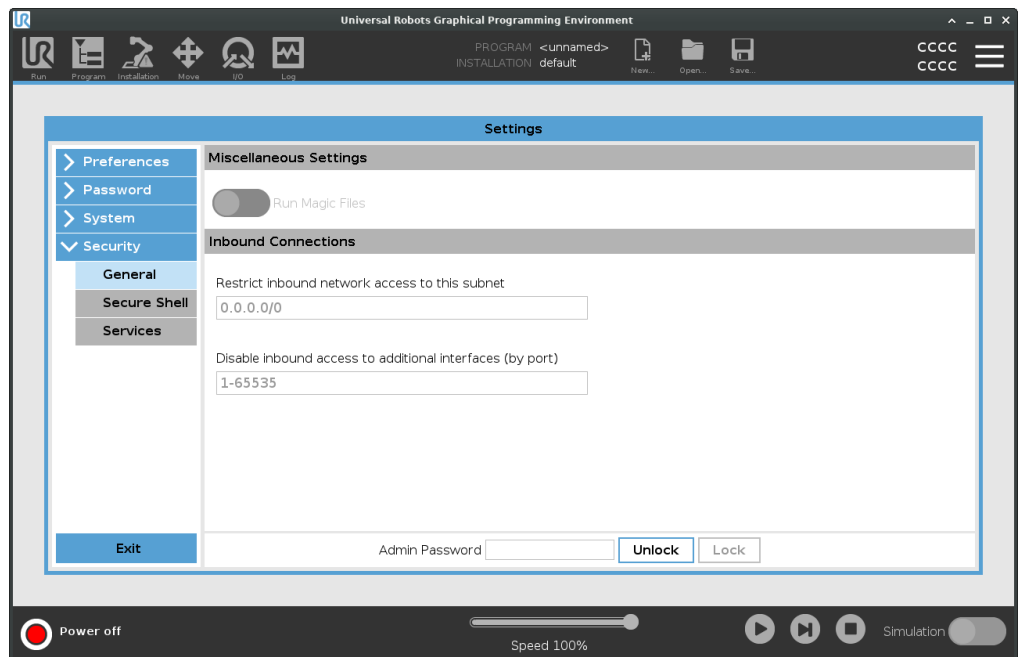 UR
Universal Robots Graphical Programming Environment
UR
Run
Program
Installation
Move
I/O
Log
PROGRAM <unnamed>
INSTALLATION default
New...
Open...
Save...
CCCC
CCCC
Settings
Preferences
Password
System
Security
General
Secure Shell
Services
Exit
Miscellaneous Settings
Run Magic Files
Inbound Connections
Restrict inbound network access to this subnet
0.0.0.0/0
Disable inbound access to additional interfaces (by port)
1-65535
Admin Password
Unlock
Lock
Power off
Speed 100%
Simulation